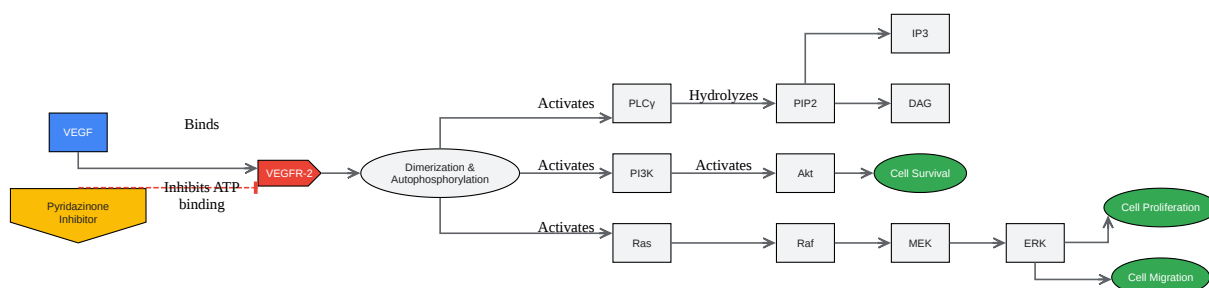 VEGF
Binds
VEGFR-2
Pyridazinone
Inhibitor
Inhibits ATP
binding
Dimerization &
Autophosphorylation
Activates
PLCγ
Hydrolyzes
PIP2
IP3
DAG
Activates
PI3K
Activates
Akt
Cell Survival
Activates
Ras
Raf
MEK
ERK
Cell Proliferation
Cell Migration